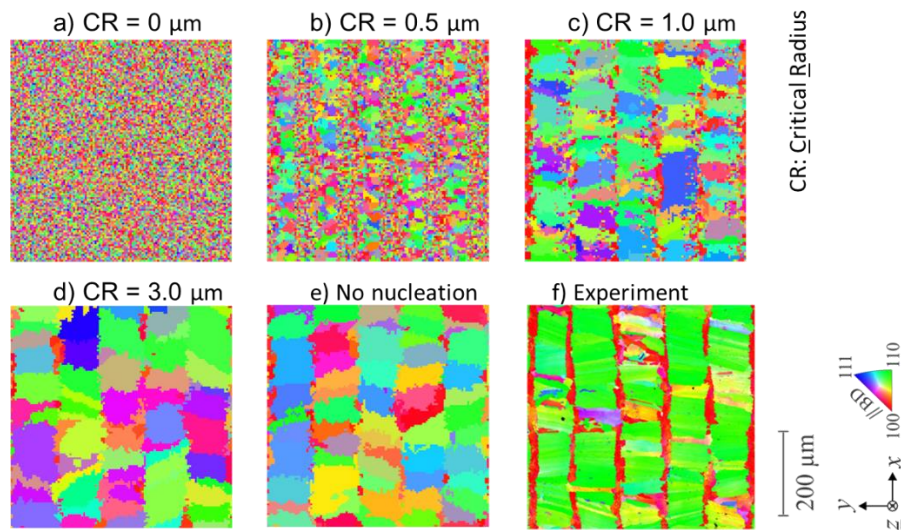 a) CR = 0 μm
b) CR = 0.5 μm
c) CR = 1.0 μm
CR: Critical Radius
d) CR = 3.0 μm
e) No nucleation
f) Experiment
111
110
//BD
100
200 μm
x
y
z